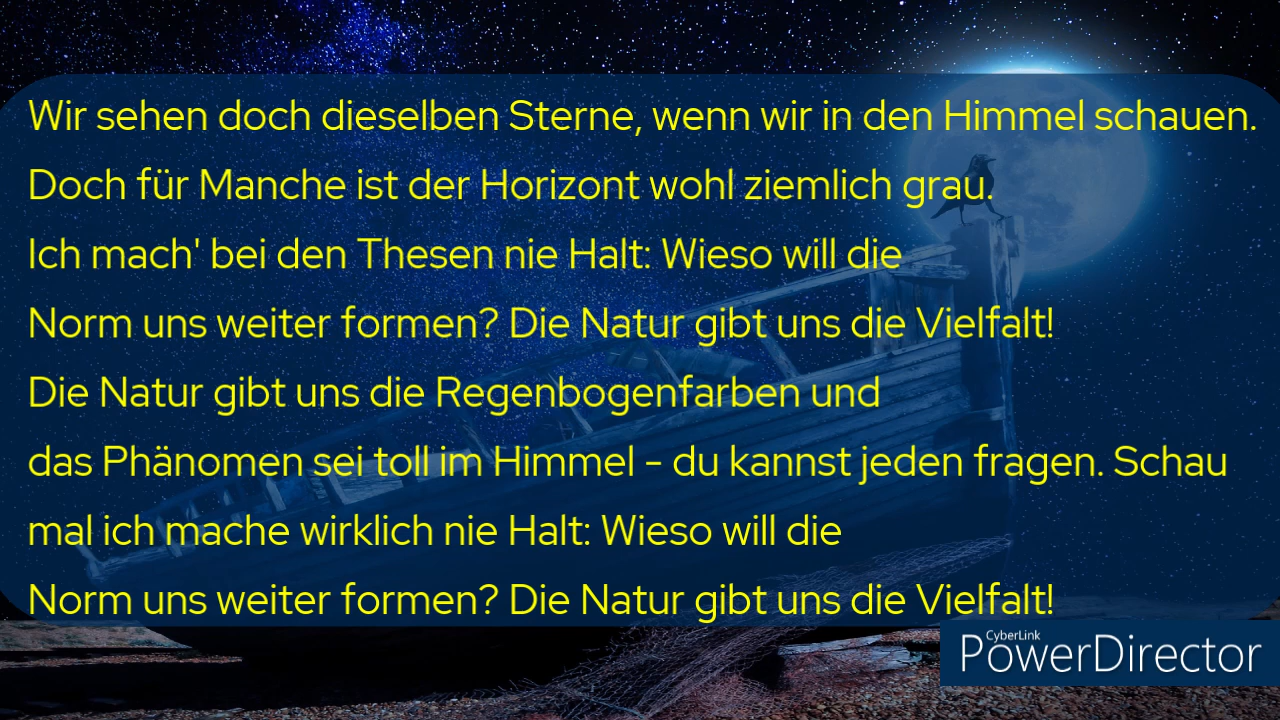 Wir sehen doch dieselben Sterne, wenn wir in den Himmel schauen.
Doch für Manche ist der Horizont wohl ziemlich grau.
Ich mach' bei den Thesen nie Halt: Wieso will die
Norm uns weiter formen? Die Natur gibt uns die Vielfalt!
Die Natur gibt uns die Regenbogenfarben und
das Phänomen sei toll im Himmel - du kannst jeden fragen. Schau
mal ich mache wirklich nie Halt: Wieso will die
Norm uns weiter formen? Die Natur gibt uns die Vielfalt!
CyberLink
PowerDirector